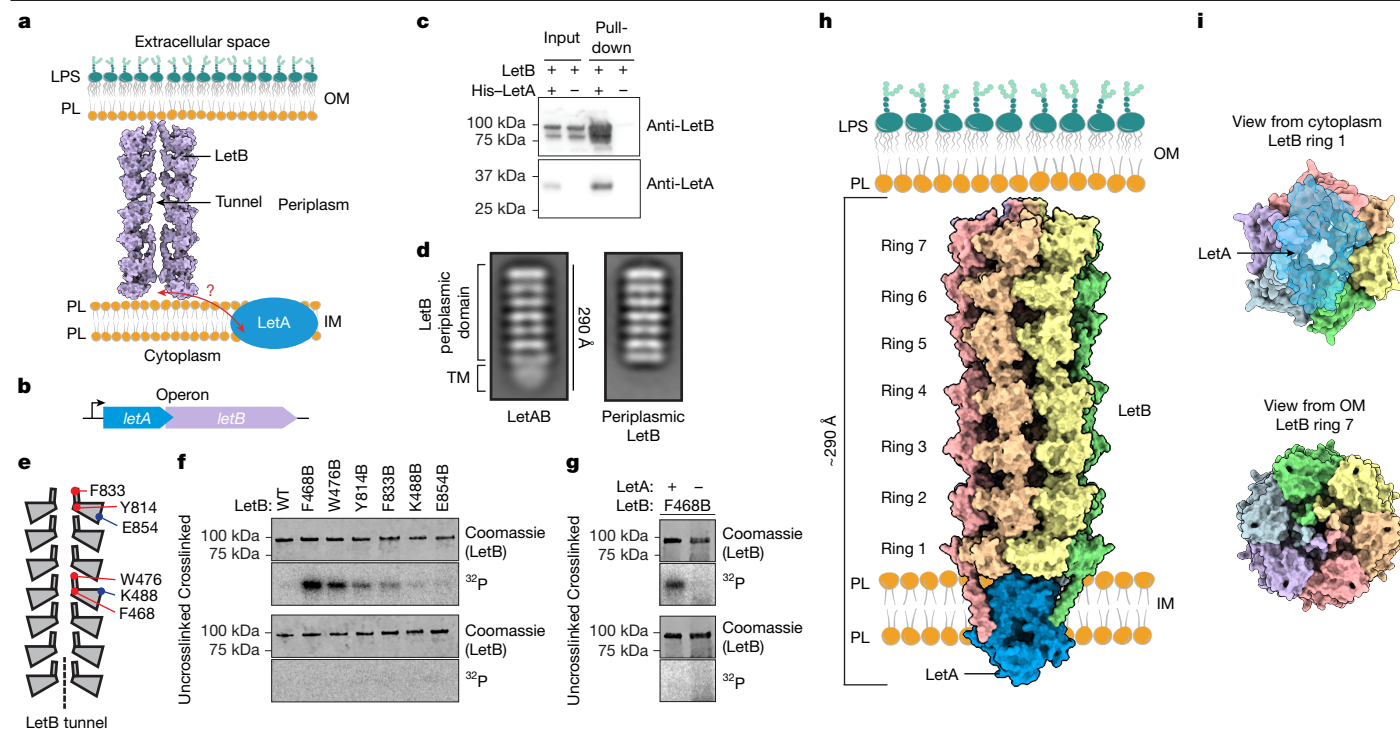 a
Extracellular space
LPS
OM
PL
LetB
Tunnel
Periplasm
?
PL
LetA
IM
PL
Cytoplasm
b
Operon
letA
letB
c
Input
Pull-
down
LetB
+ + + +
His–LetA
+ − + −
100 kDa
75 kDa
Anti-LetB
37 kDa
25 kDa
Anti-LetA
d
LetB
periplasmic
domain
TM
290 Å
LetAB
Periplasmic
LetB
e
F833
Y814
E854
W476
K488
F468
LetB tunnel
f
LetB:
WT
F468B
W476B
Y814B
F833B
K488B
E854B
Crosslinked
100 kDa
75 kDa
Coomassie
(LetB)
32P
Uncrosslinked
100 kDa
75 kDa
Coomassie
(LetB)
32P
g
LetA: + −
LetB: F468B
Crosslinked
100 kDa
75 kDa
Coomassie
(LetB)
32P
Uncrosslinked
100 kDa
75 kDa
Coomassie
(LetB)
32P
h
LPS
OM
PL
Ring 7
Ring 6
Ring 5
Ring 4
Ring 3
Ring 2
Ring 1
~290 Å
LetB
PL
IM
PL
LetA
i
View from cytoplasm
LetB ring 1
LetA
View from OM
LetB ring 7